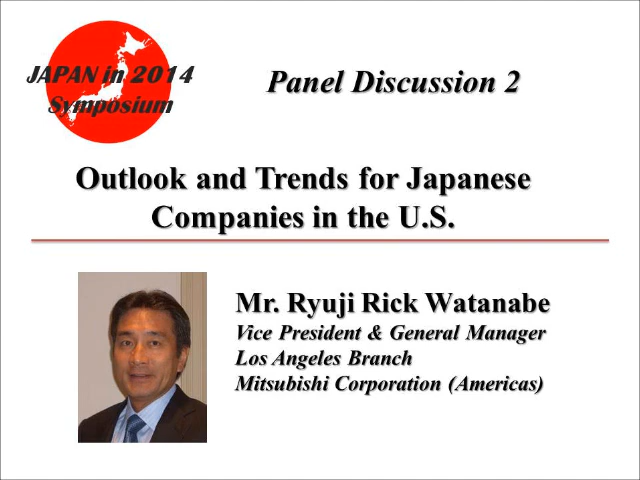 JAPAN in 2014
Symposium
Panel Discussion 2
Outlook and Trends for Japanese
Companies in the U.S.
Mr. Ryuji Rick Watanabe
Vice President & General Manager
Los Angeles Branch
Mitsubishi Corporation (Americas)